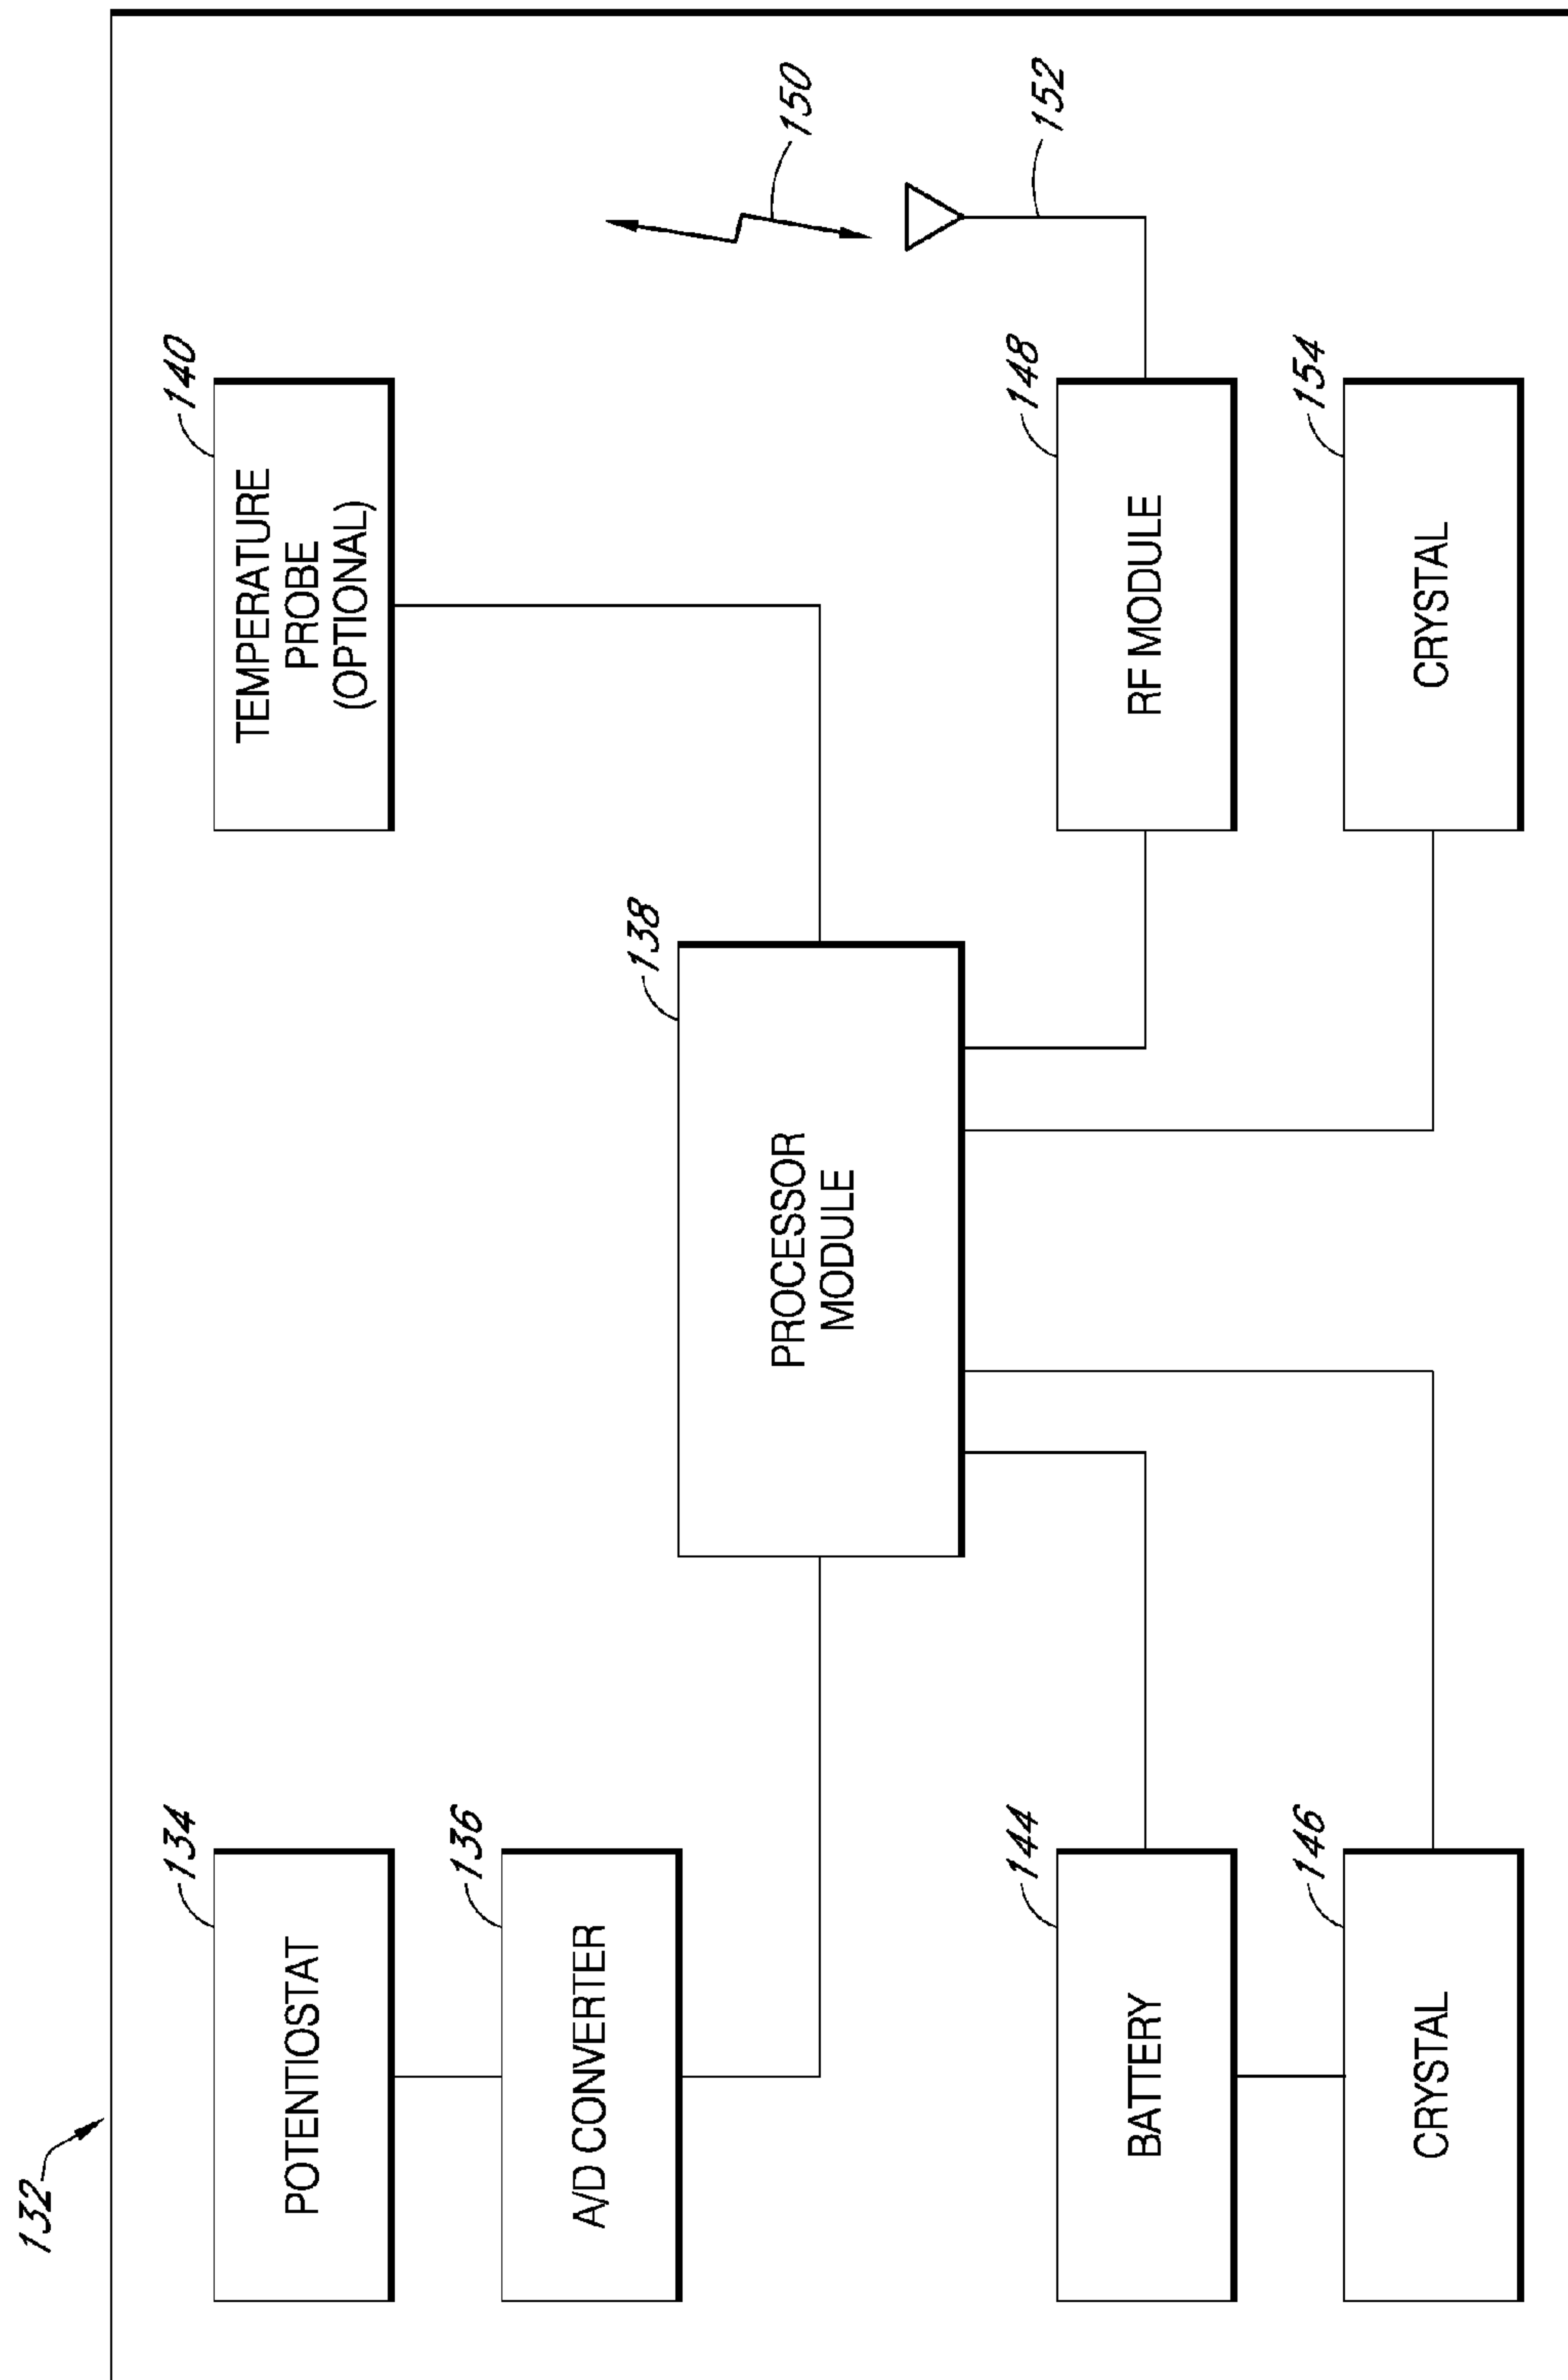 132
134
POTENTIOSTAT
140
TEMPERATURE
PROBE
(OPTIONAL)
136
A/D CONVERTER
138
PROCESSOR
MODULE
150
152
144
BATTERY
148
RF MODULE
146
CRYSTAL
154
CRYSTAL